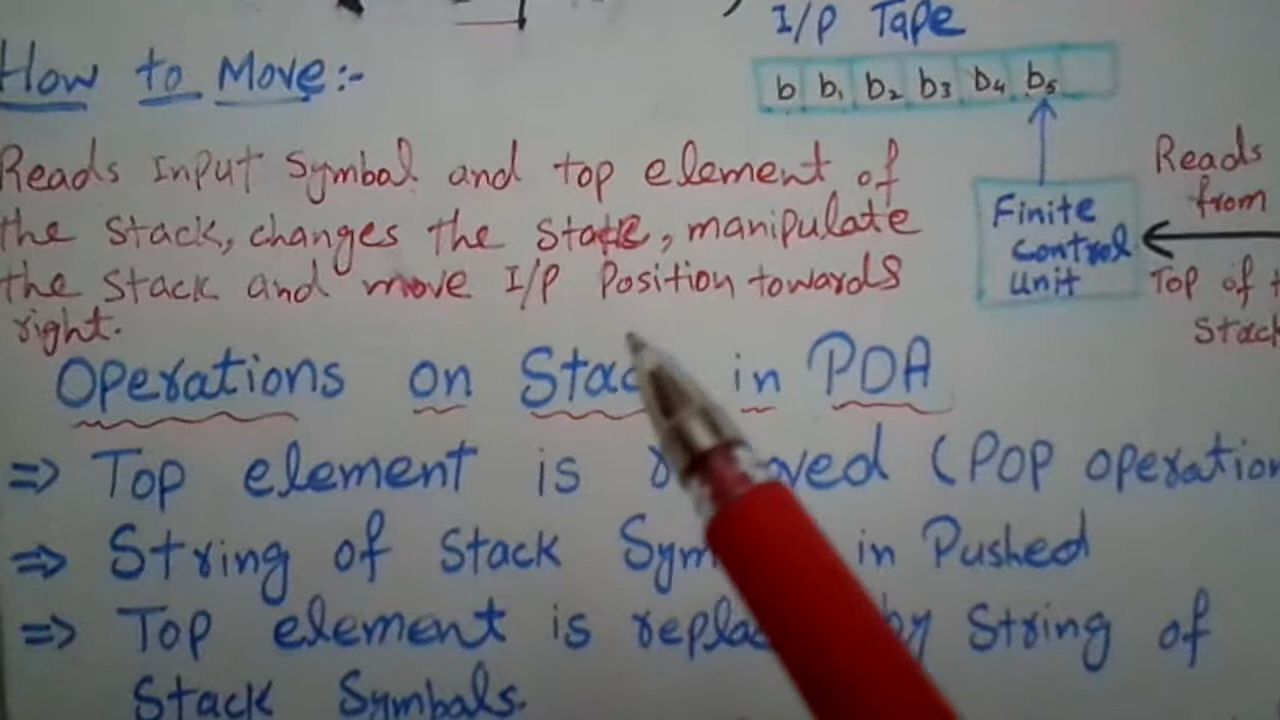 I/P Tape
How to Move:-
b b1 b2 b3 b4 b5
Reads Input Symbol and top element of
the Stack, changes the State, manipulate
the Stack and move I/P Position towards
right.
Finite
Control
Unit
Reads
from
Top of
Stack
Operations on Stack in PDA
=> Top element is (POP operation
=> String of Stack in Pushed
=> Top element is by String of
Stack Symbols.